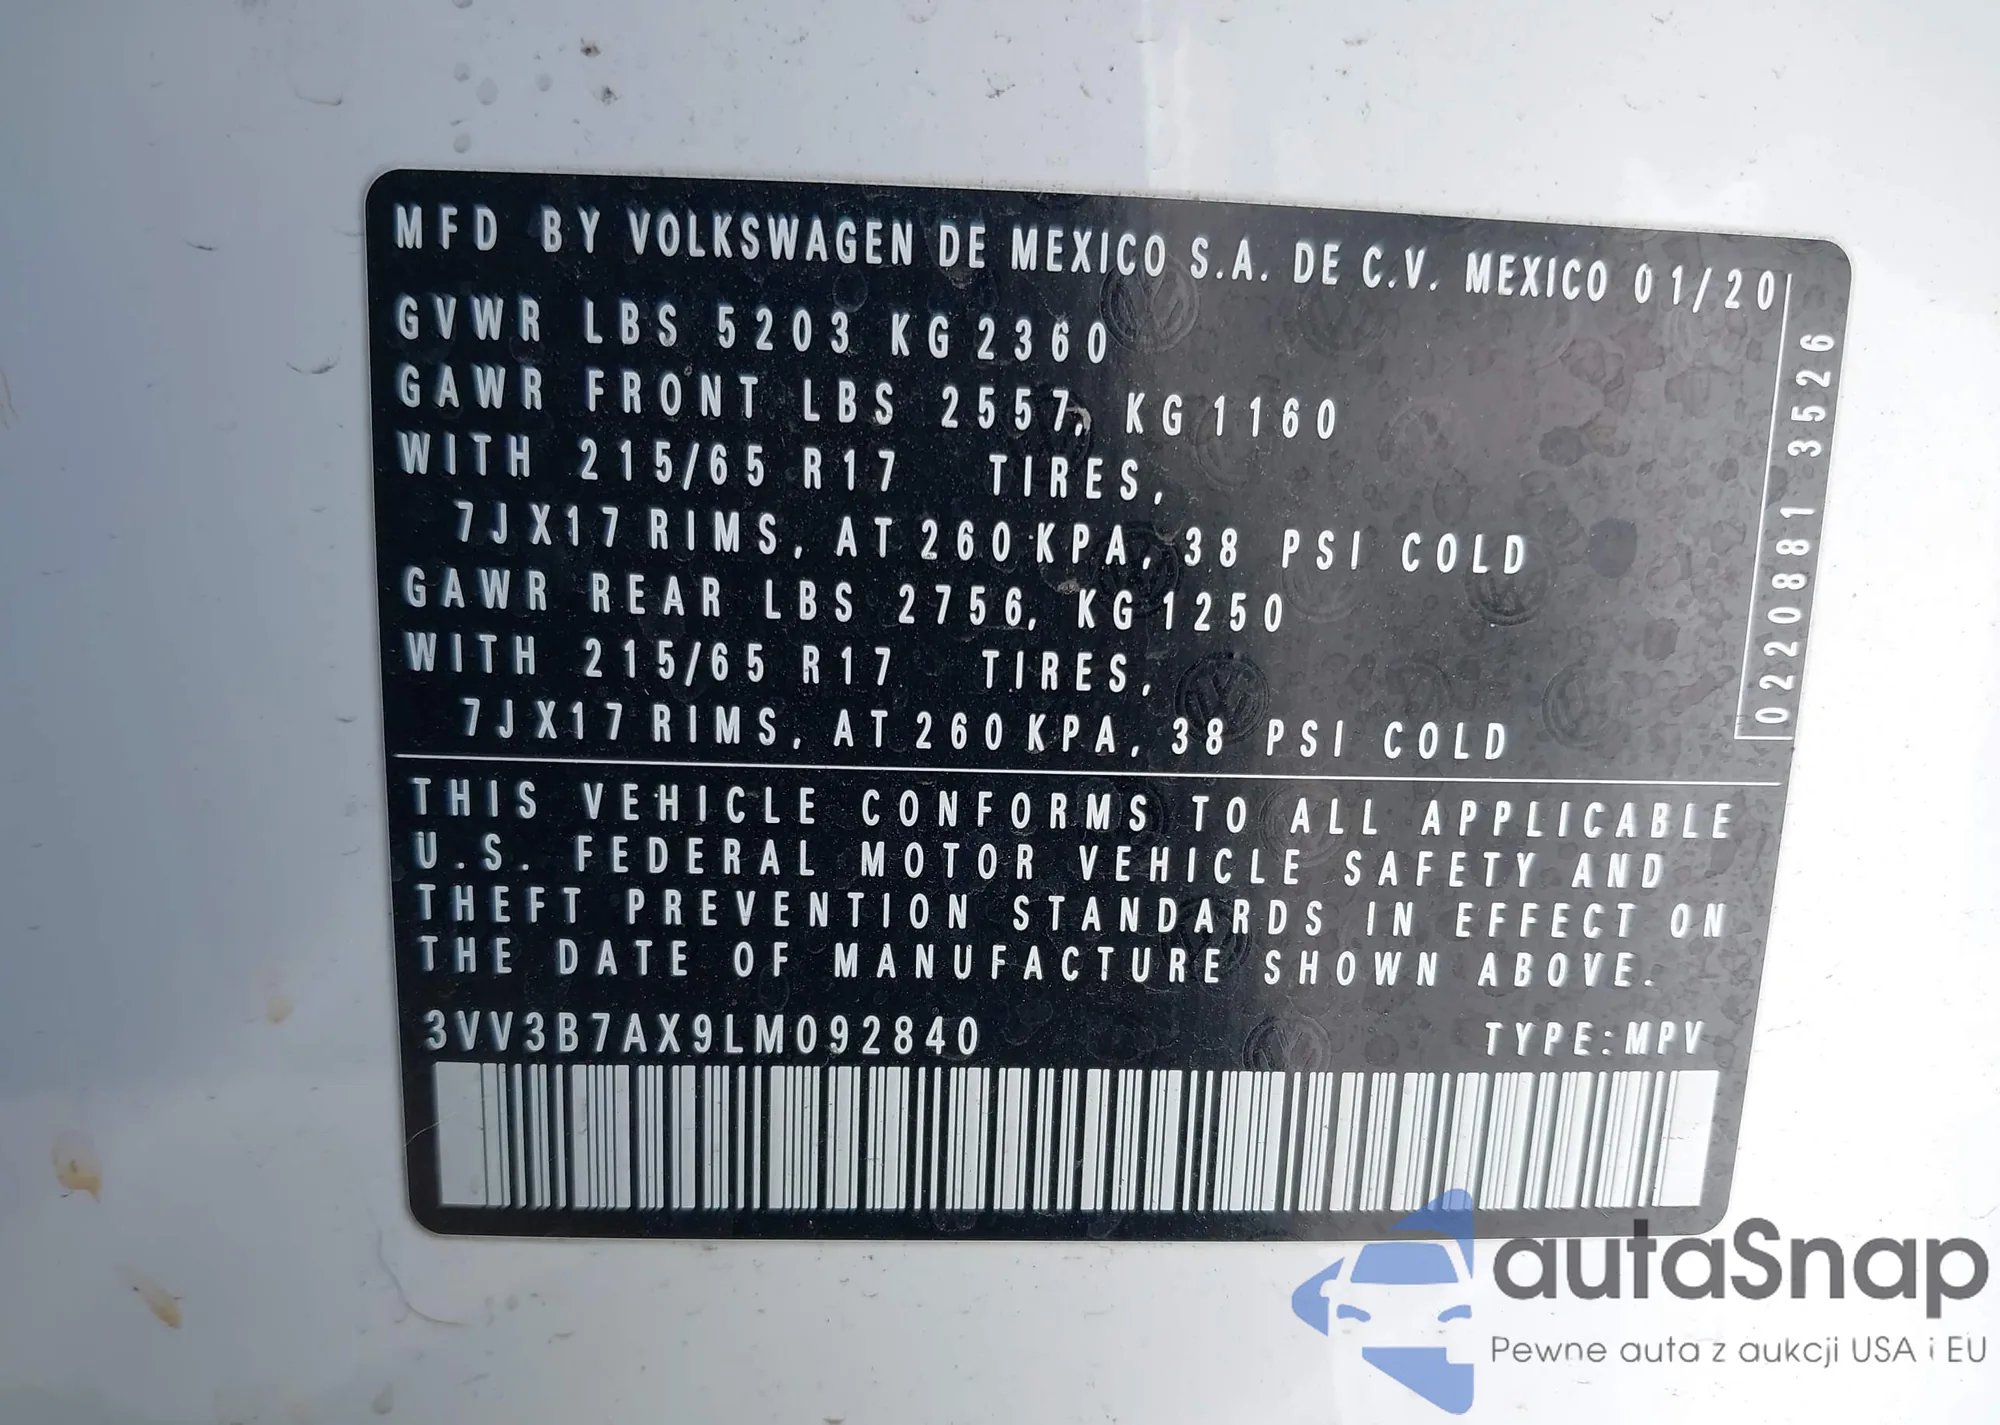 MFD BY VOLKSWAGEN DE MEXICO S.A. DE C.V. MEXICO 01/20
GVWR LBS 5203 KG 2360
GAWR FRONT LBS 2557, KG 1160
WITH 215/65 R17 TIRES,
7JX17 RIMS, AT 260 KPA, 38 PSI COLD
GAWR REAR LBS 2756, KG 1250
WITH 215/65 R17 TIRES,
7JX17 RIMS, AT 260 KPA, 38 PSI COLD
0220881 3526
THIS VEHICLE CONFORMS TO ALL APPLICABLE
U.S. FEDERAL MOTOR VEHICLE SAFETY AND
THEFT PREVENTION STANDARDS IN EFFECT ON
THE DATE OF MANUFACTURE SHOWN ABOVE.
3VV3B7AX9LM092840 TYPE:MPV
autaSnap
Pewne auta z aukcji USA i EU